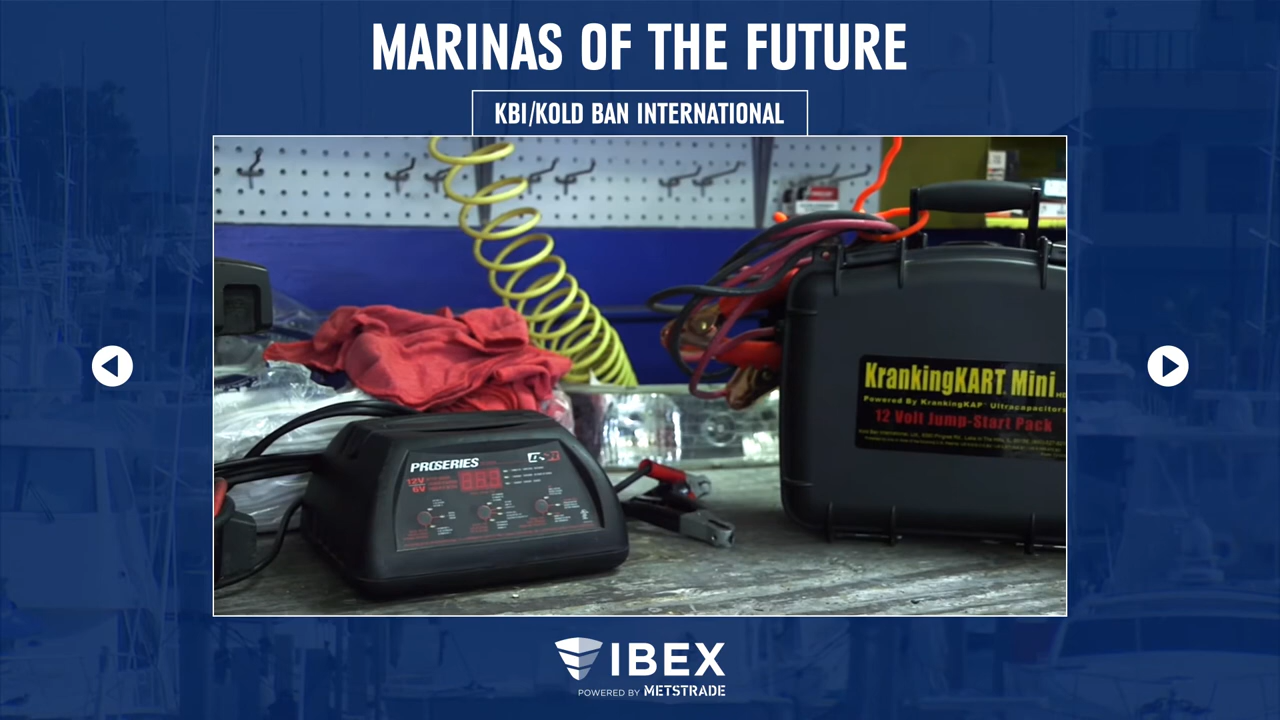 MARINAS OF THE FUTURE
KBI/KOLD BAN INTERNATIONAL
KrankingKART Mini HD
Powered By KrankingKAP Ultracapacitors
12 Volt Jump-Start Pack
PROSERIES
12V
6V
IBEX
POWERED BY METSTRADE